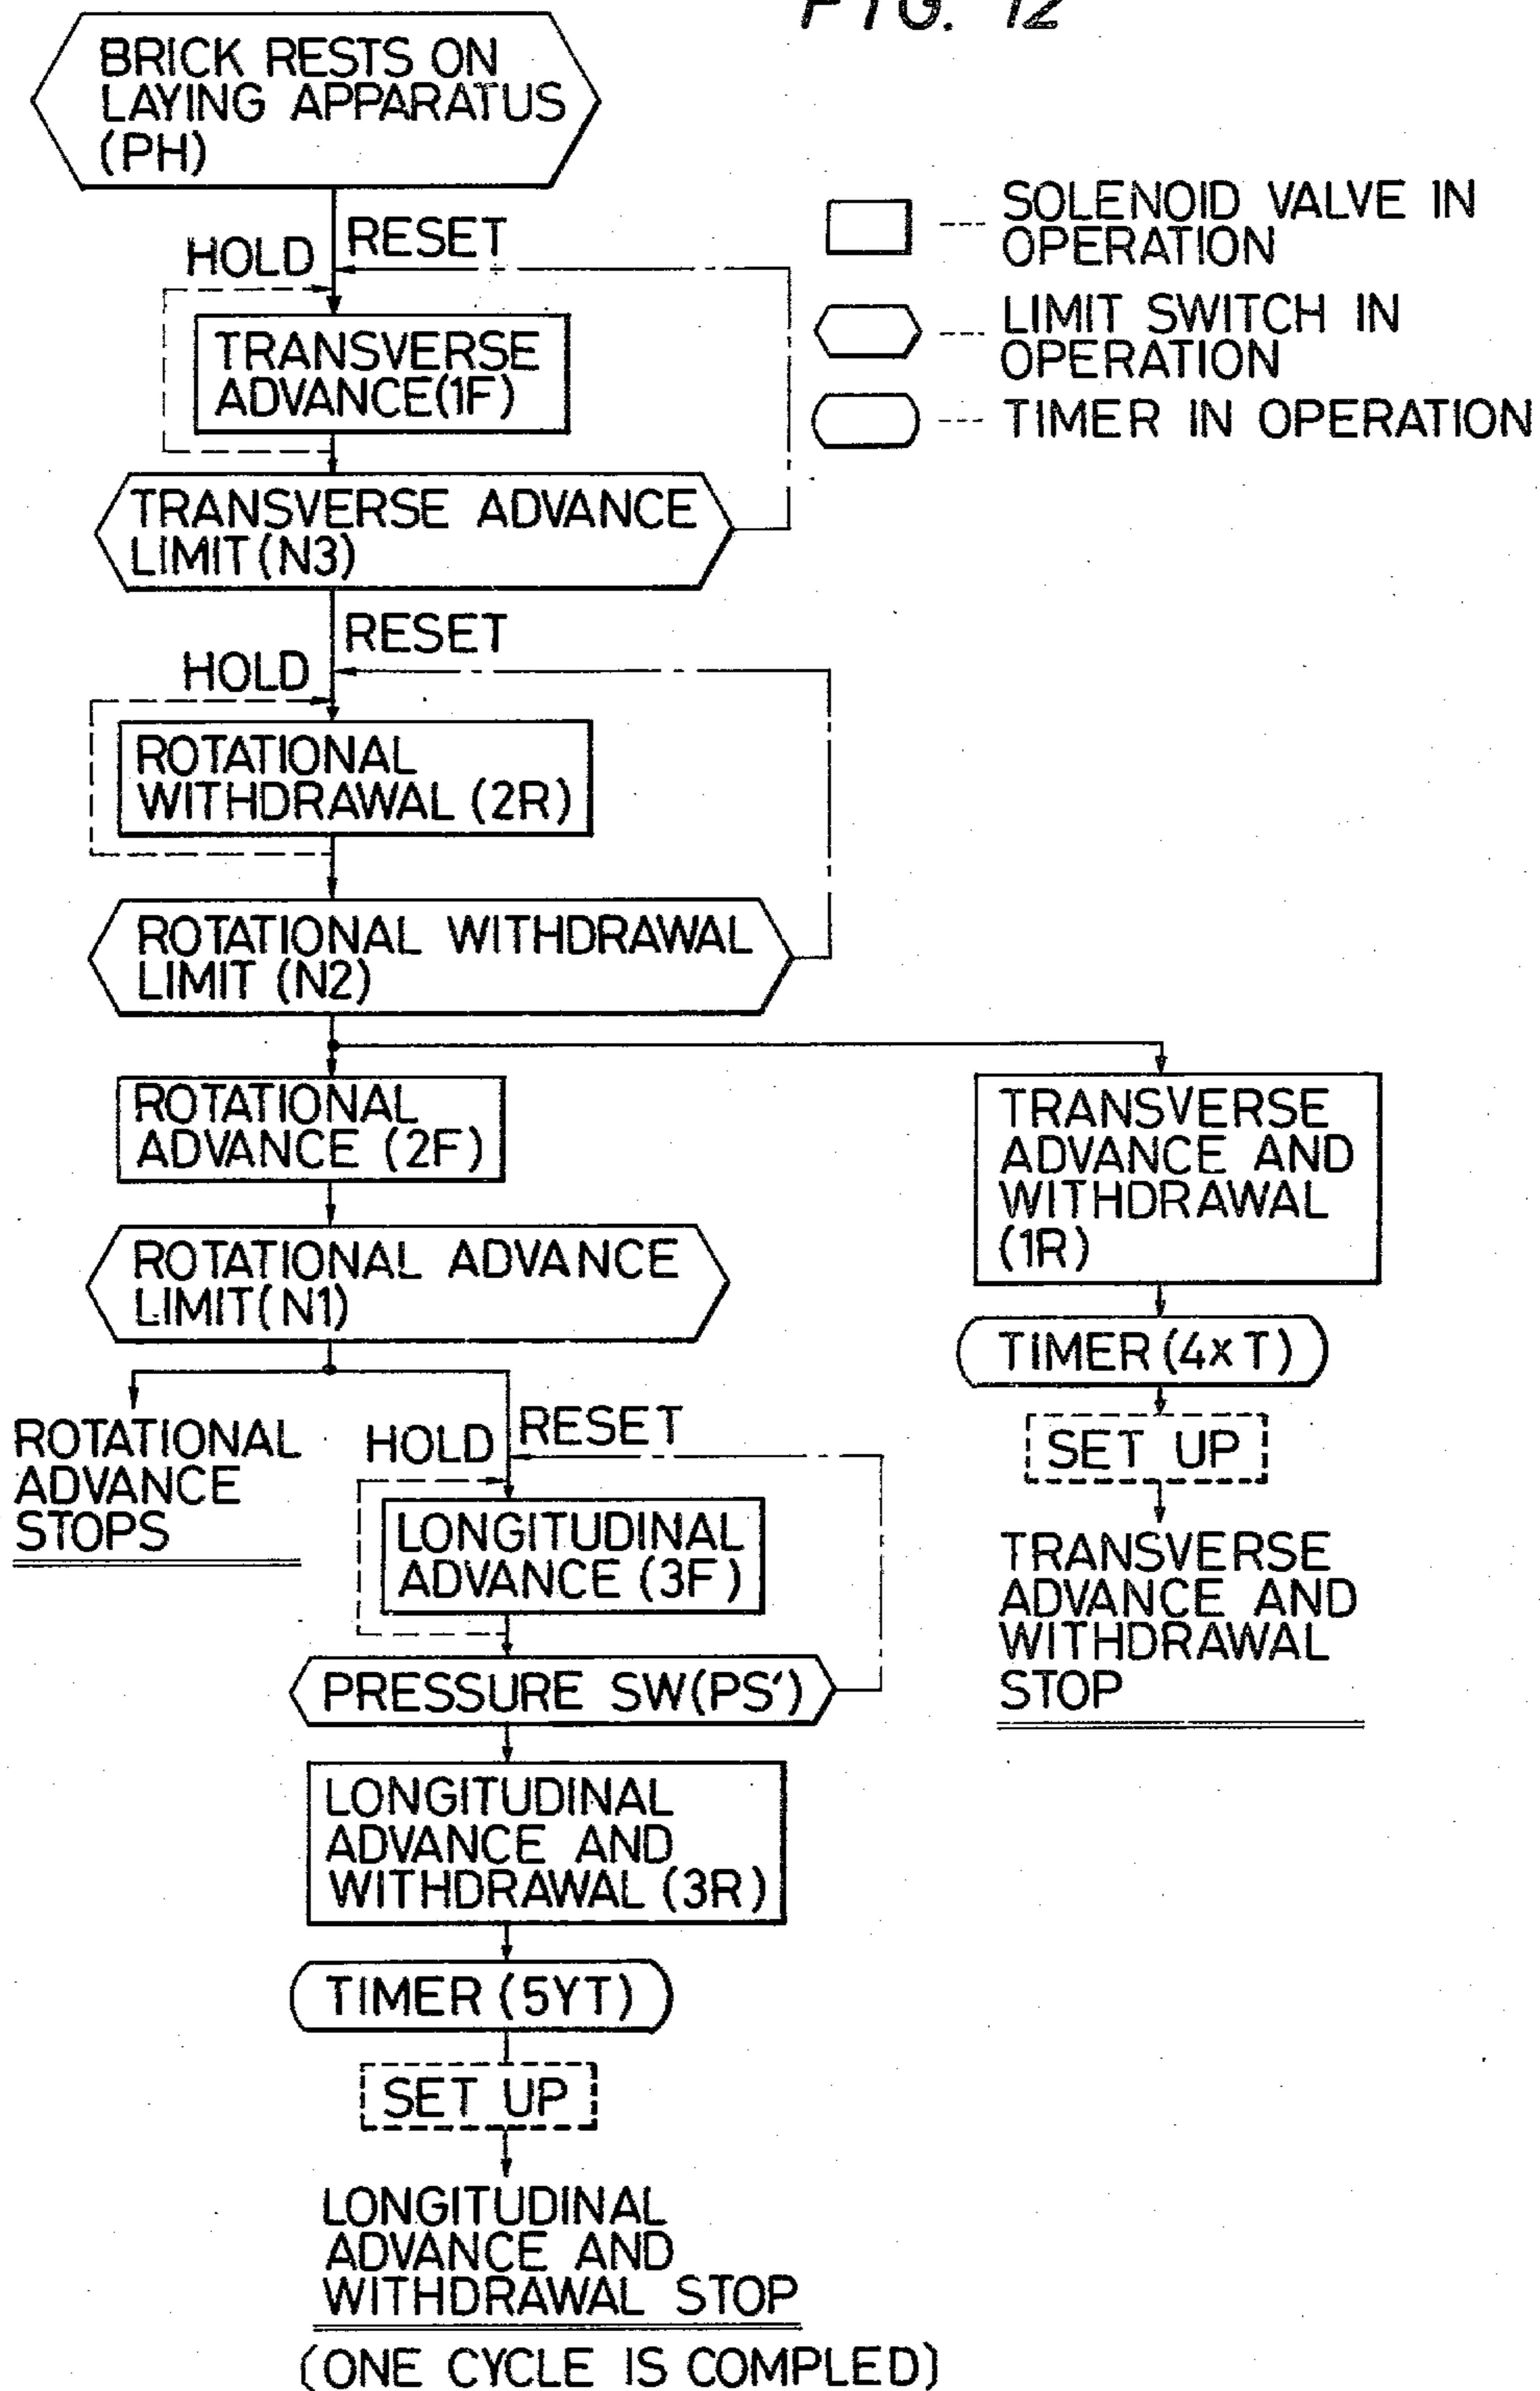 FIG. 12
BRICK RESTS ON
LAYING APPARATUS
(PH)
SOLENOID VALVE IN
OPERATION
LIMIT SWITCH IN
OPERATION
TIMER IN OPERATION
HOLD
RESET
TRANSVERSE
ADVANCE(1F)
TRANSVERSE ADVANCE
LIMIT(N3)
RESET
HOLD
ROTATIONAL
WITHDRAWAL (2R)
ROTATIONAL WITHDRAWAL
LIMIT (N2)
ROTATIONAL
ADVANCE (2F)
ROTATIONAL ADVANCE
LIMIT(N1)
TRANSVERSE
ADVANCE AND
WITHDRAWAL
(1R)
TIMER(4xT)
SET UP
TRANSVERSE
ADVANCE AND
WITHDRAWAL
STOP
ROTATIONAL
ADVANCE
STOPS
HOLD
RESET
LONGITUDINAL
ADVANCE (3F)
PRESSURE SW(PS')
LONGITUDINAL
ADVANCE AND
WITHDRAWAL (3R)
TIMER (5YT)
SET UP
LONGITUDINAL
ADVANCE AND
WITHDRAWAL STOP
(ONE CYCLE IS COMPLED)